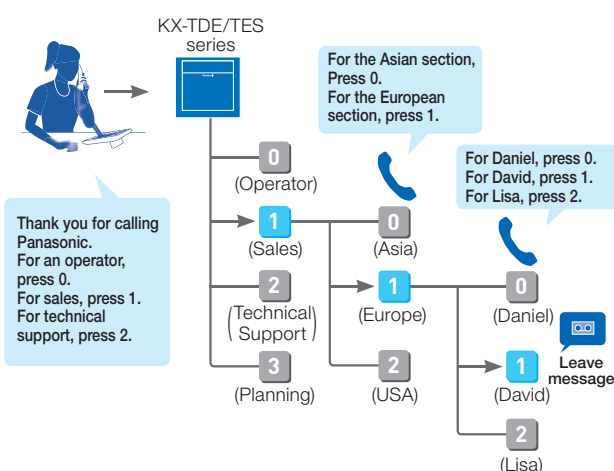 KX-TDE/TES
series
For the Asian section,
Press 0.
For the European
section, press 1.
For Daniel, press 0.
For David, press 1.
For Lisa, press 2.
Thank you for calling
Panasonic.
For an operator,
press 0.
For sales, press 1.
For technical
support, press 2.
0
(Operator)
1
(Sales)
2
(Technical
Support)
3
(Planning)
0
(Asia)
1
(Europe)
2
(USA)
0
(Daniel)
1
(David)
2
(Lisa)
Leave
message